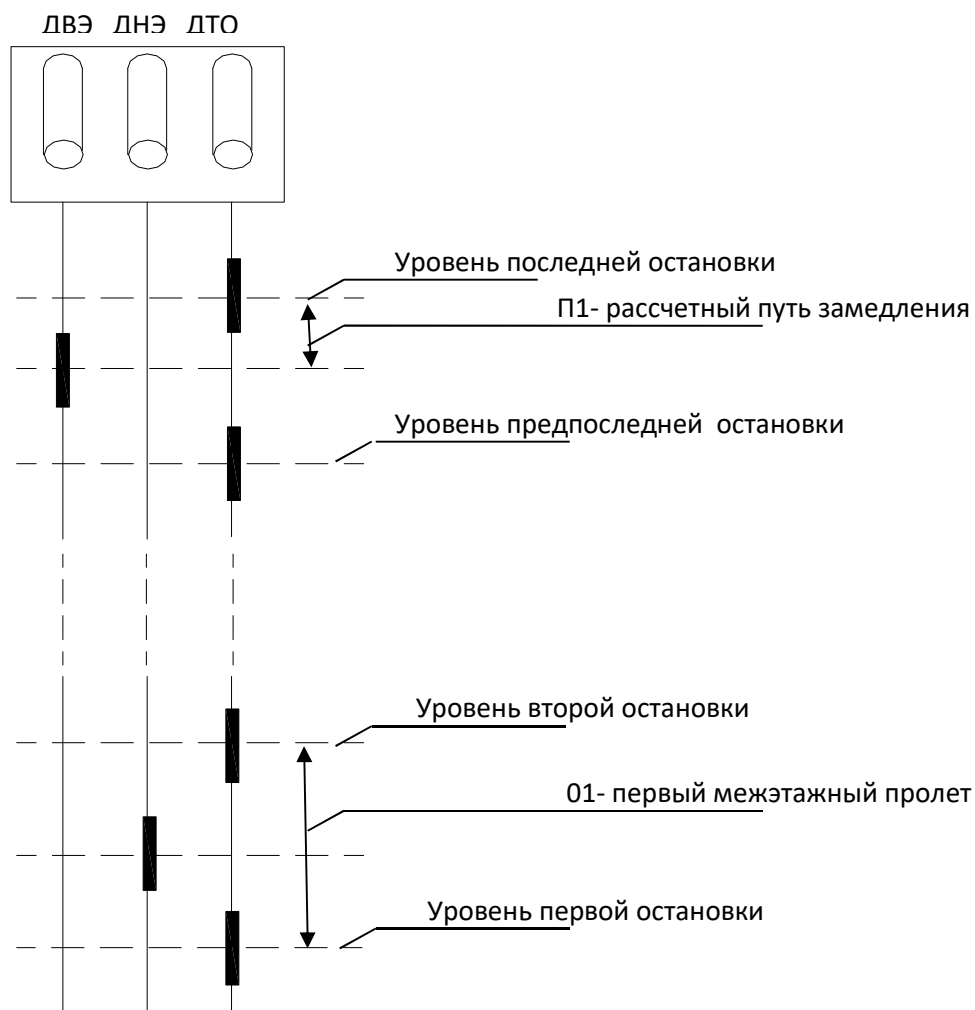 ДВЭ ДНЭ ДТО
Уровень последней остановки
П1- рассчетный путь замедления
Уровень предпоследней остановки
Уровень второй остановки
01- первый межэтажный пролет
Уровень первой остановки